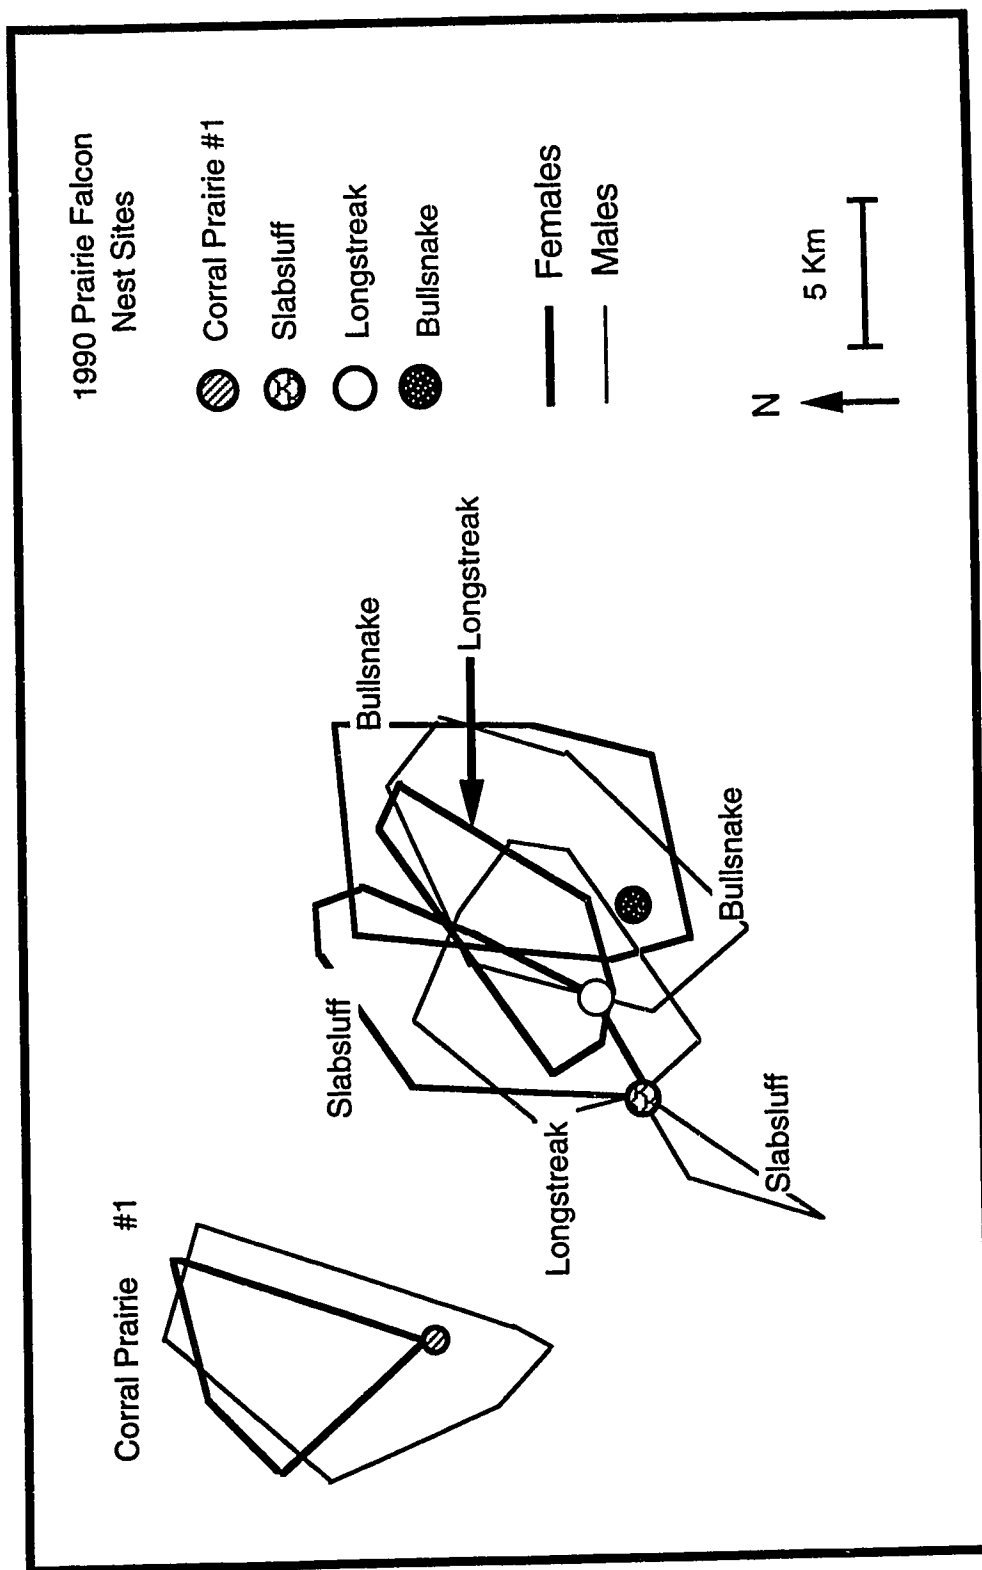 1990 Prairie Falcon
Nest Sites
Corral Prairie #1
Slabsluff
Longstreak
Bullsnake
Females
Males
N
5 Km
Corral Prairie #1
Slabsluff
Bullsnake
Longstreak
Longstreak
Bullsnake
Slabsluff